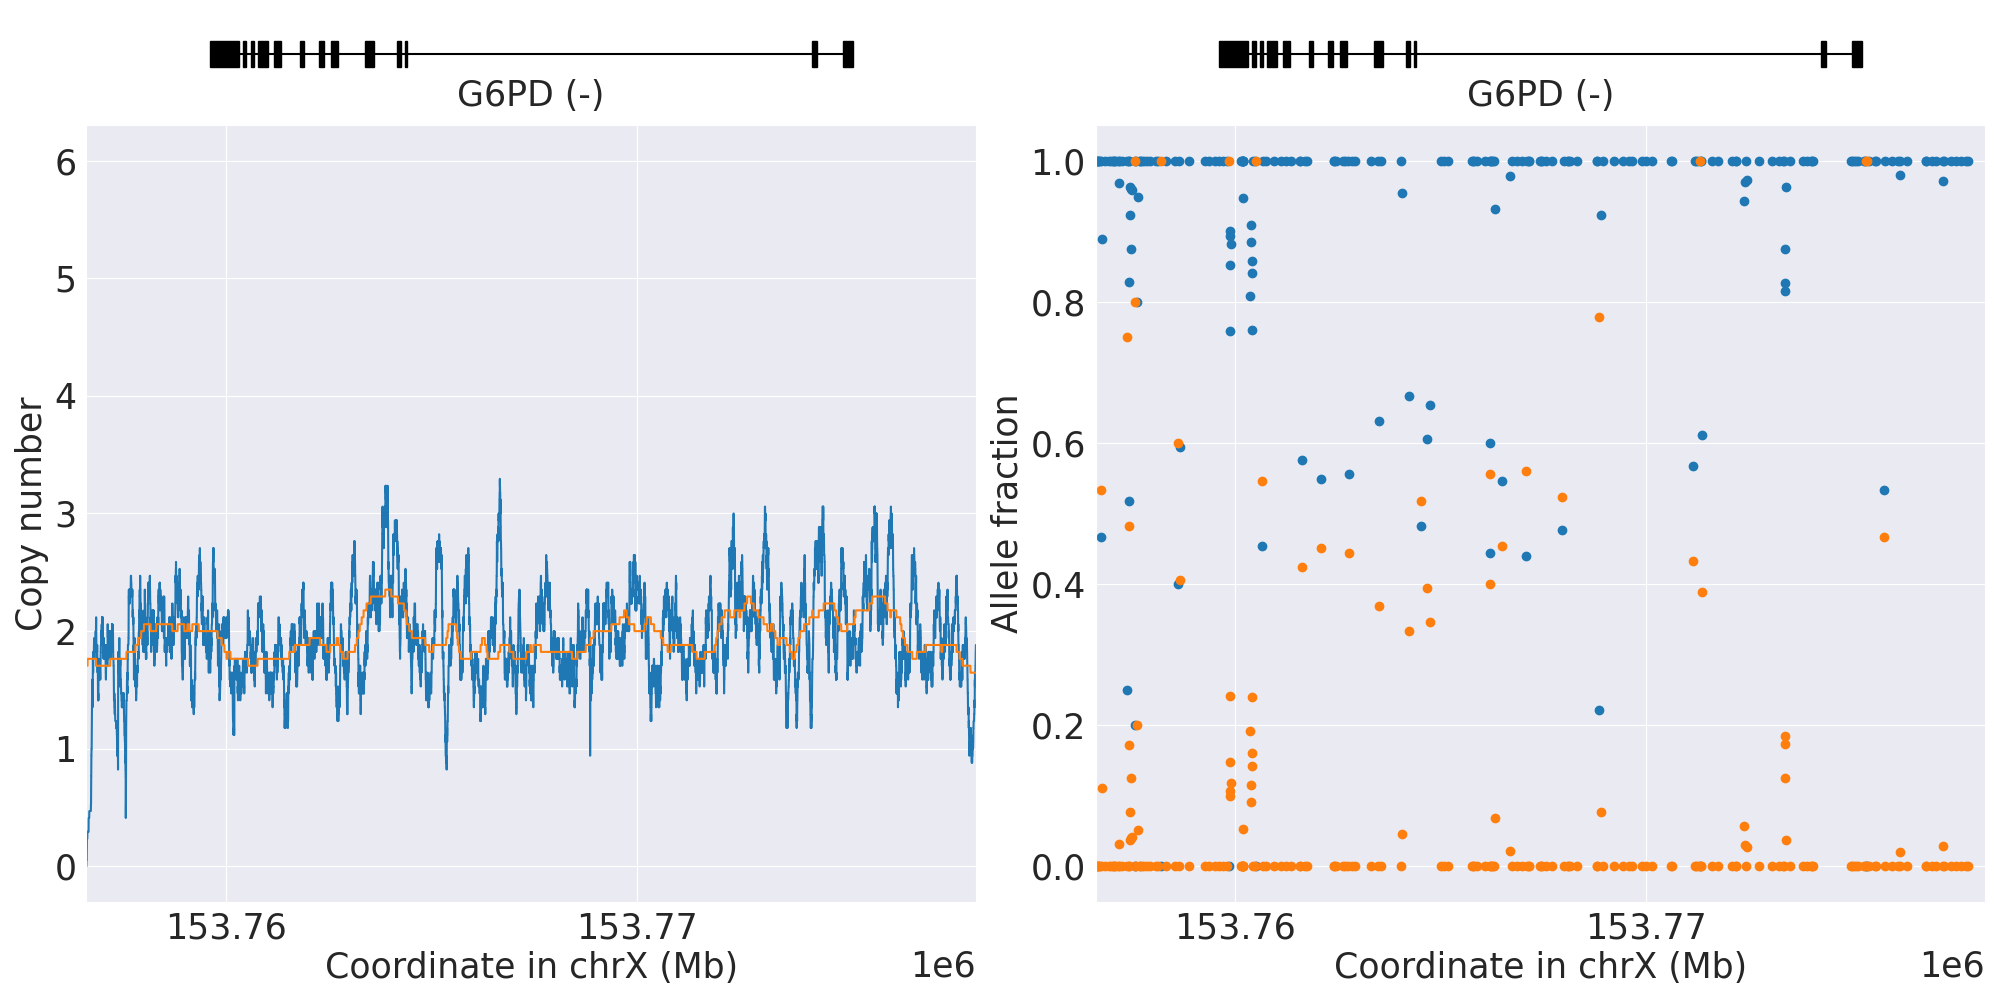 G6PD (-)
6
5
4
3
2
1
0
Copy number
153.76
153.77
Coordinate in chrX (Mb)
1e6
G6PD (-)
1.0
0.8
0.6
0.4
0.2
0.0
Allele fraction
153.76
153.77
Coordinate in chrX (Mb)
1e6